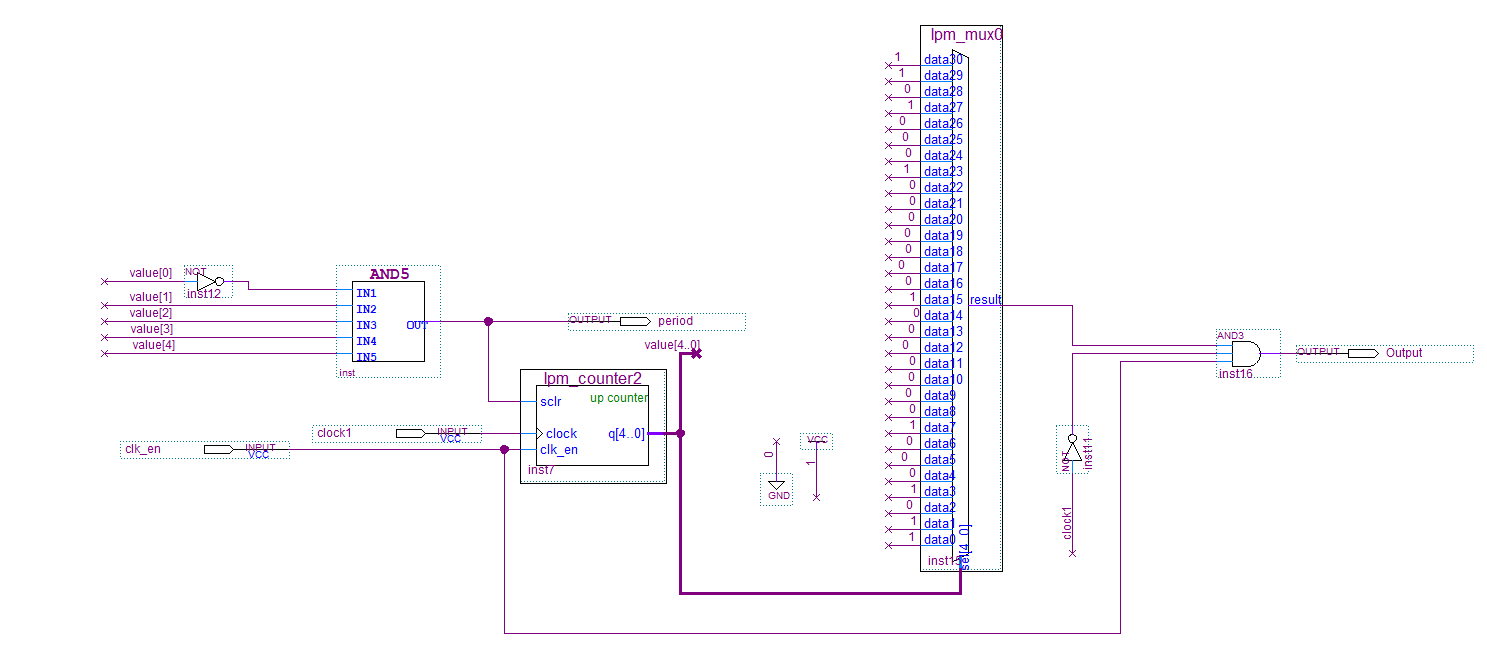 lpm_mux0
1 data30
1 data29
0 data28
1 data27
0 data26
0 data25
0 data24
1 data23
0 data22
0 data21
0 data20
0 data19
0 data18
0 data17
0 data16
1 data15 result
0 data14
0 data13
0 data12
0 data11
0 data10
0 data9
0 data8
1 data7
0 data6
0 data5
0 data4
1 data3
0 data2
1 data1
1 data0
sel[4..0]
inst15
value[0]
NOT
inst12
value[1]
value[2]
value[3]
value[4]
AND5
IN1
IN2
IN3
IN4
IN5
OUT
inst
OUTPUT period
value[4..0]
lpm_counter2
up counter
sclr
clock q[4..0]
clk_en
inst7
clock1 INPUT
VCC
clk_en INPUT
VCC
0
GND
VCC
1
NOT
inst11
clock1
AND3
inst16
OUTPUT Output